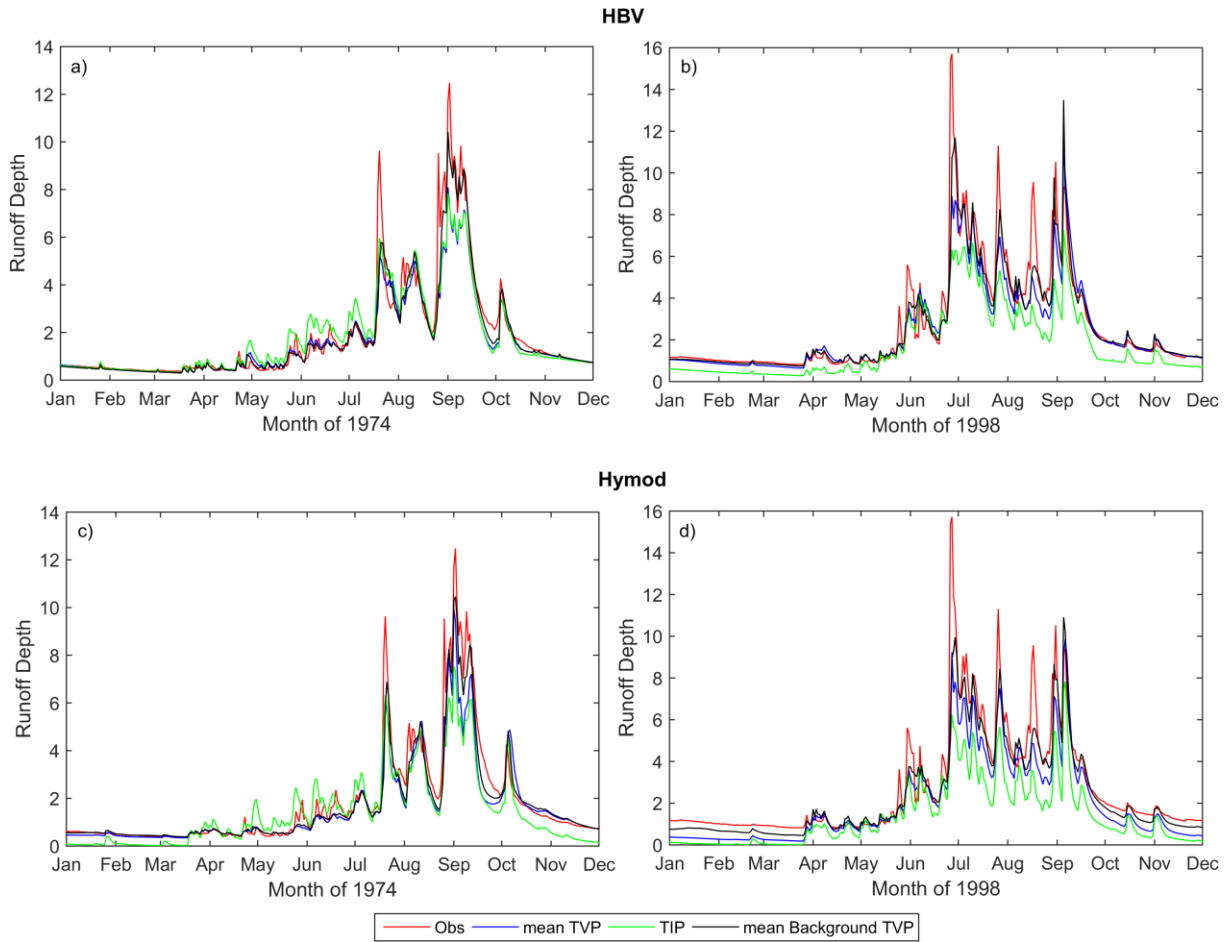 HBV
a)
Runoff Depth
14
12
10
8
6
4
2
0
Jan Feb Mar Apr May Jun Jul Aug Sep Oct Nov Dec
Month of 1974
b)
Runoff Depth
16
14
12
10
8
6
4
2
0
Jan Feb Mar Apr May Jun Jul Aug Sep Oct Nov Dec
Month of 1998
Hymod
c)
Runoff Depth
14
12
10
8
6
4
2
0
Jan Feb Mar Apr May Jun Jul Aug Sep Oct Nov Dec
Month of 1974
d)
Runoff Depth
16
14
12
10
8
6
4
2
0
Jan Feb Mar Apr May Jun Jul Aug Sep Oct Nov Dec
Month of 1998
Obs mean TVP TIP mean Background TVP